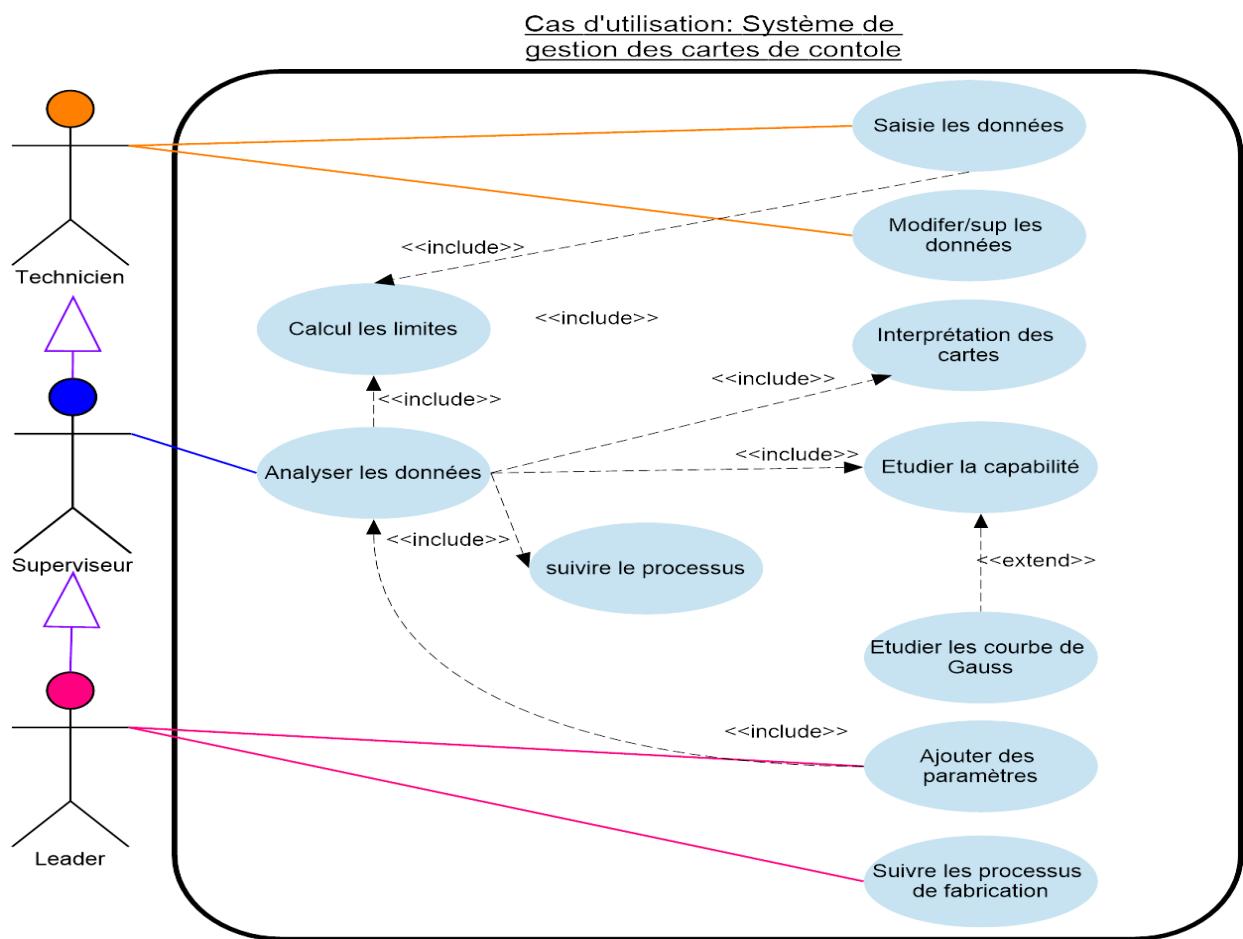 Cas d'utilisation: Système de
gestion des cartes de contole
Saisie les données
Modifer/sup les
données
<<include>>
Technicien
Calcul les limites
<<include>>
Interprétation des
cartes
<<include>>
<<include>>
Analyser les données
<<include>>
Etudier la capabilité
<<include>>
suivire le processus
<<extend>>
Superviseur
Etudier les courbe de
Gauss
<<include>>
Ajouter des
paramètres
Leader
Suivre les processus
de fabrication